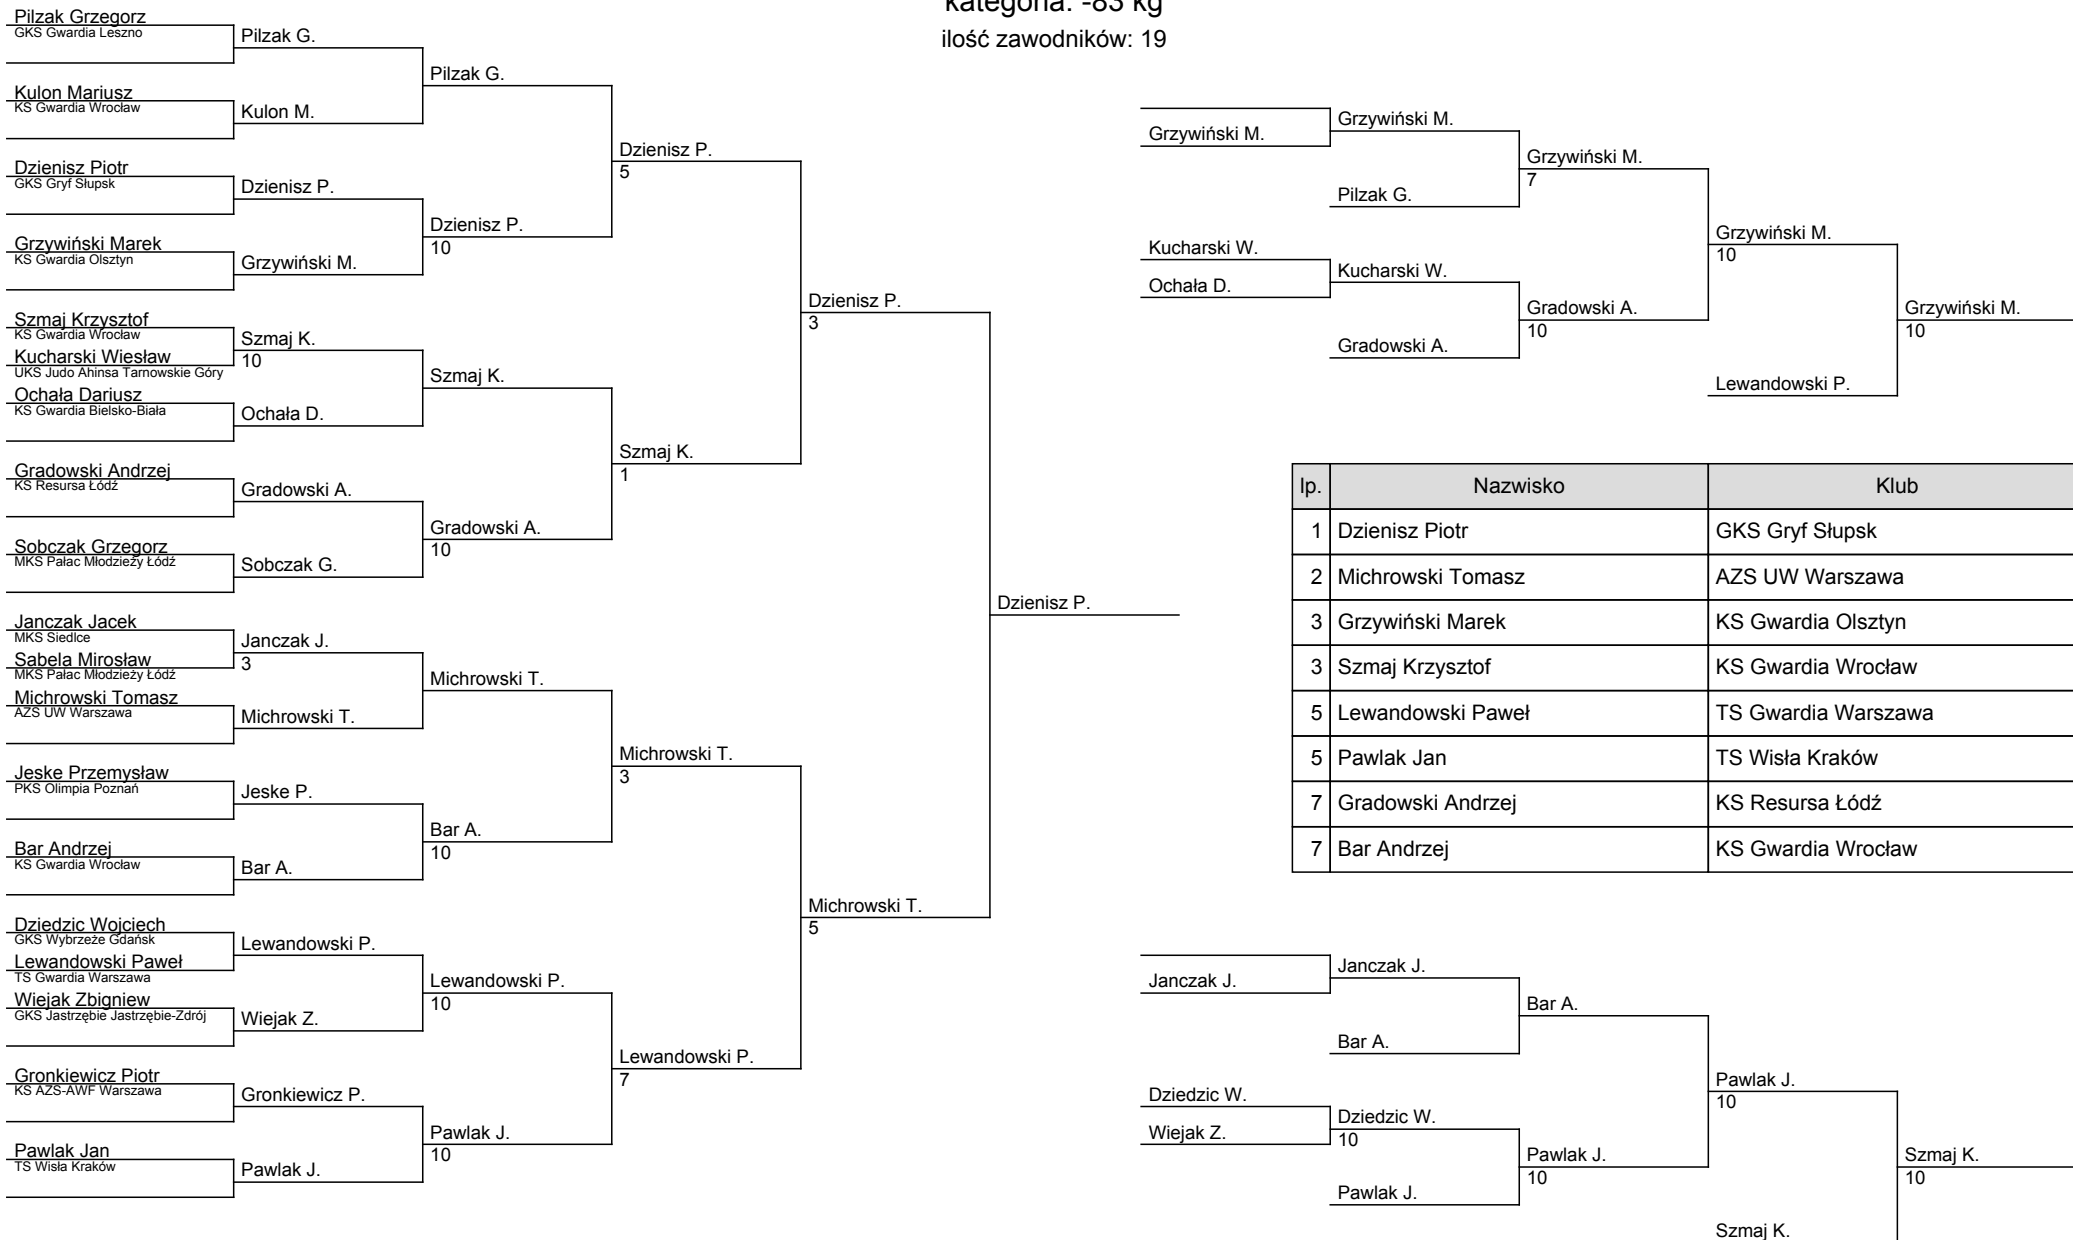 kategoria: -83 kg
ilość zawodników: 19
Pilzak Grzegorz
GKS Gwardia Leszno
Kulon Mariusz
KS Gwardia Wrocław
Dzienisz Piotr
GKS Gryf Słupsk
Grzywiński Marek
KS Gwardia Olsztyn
Szmaj Krzysztof
KS Gwardia Wrocław
Kucharski Wiesław
UKS Judo Ahinsa Tarnowskie Góry
Ochała Dariusz
KS Gwardia Bielsko-Biała
Gradowski Andrzej
KS Resursa Łódź
Sobczak Grzegorz
MKS Pałac Młodzieży Łódź
Janczak Jacek
MKS Siedlce
Sabela Mirosław
MKS Pałac Młodzieży Łódź
Michrowski Tomasz
AZS UW Warszawa
Jeske Przemysław
PKS Olimpia Poznań
Bar Andrzej
KS Gwardia Wrocław
Dziedzic Wojciech
GKS Wybrzeże Gdańsk
Lewandowski Paweł
TS Gwardia Warszawa
Wiejak Zbigniew
GKS Jastrzębie Jastrzębie-Zdrój
Gronkiewicz Piotr
KS AZS-AWF Warszawa
Pawlak Jan
TS Wisła Kraków
Pilzak G.
Kulon M.
Dzienisz P.
Grzywiński M.
Szmaj K.
10
Ochała D.
Gradowski A.
Sobczak G.
Janczak J.
3
Michrowski T.
Jeske P.
Bar A.
Lewandowski P.
Wiejak Z.
Gronkiewicz P.
Pawlak J.
Pilzak G.
Dzienisz P.
10
Szmaj K.
Gradowski A.
10
Michrowski T.
Bar A.
10
Lewandowski P.
10
Pawlak J.
10
Dzienisz P.
5
Szmaj K.
1
Michrowski T.
3
Lewandowski P.
7
Dzienisz P.
3
Michrowski T.
5
Dzienisz P.
Grzywiński M.
Kucharski W.
Ochała D.
Grzywiński M.
Pilzak G.
Kucharski W.
Gradowski A.
Grzywiński M.
7
Gradowski A.
10
Grzywiński M.
10
Lewandowski P.
Grzywiński M.
10
lp. Nazwisko Klub
1 Dzienisz Piotr GKS Gryf Słupsk
2 Michrowski Tomasz AZS UW Warszawa
3 Grzywiński Marek KS Gwardia Olsztyn
3 Szmaj Krzysztof KS Gwardia Wrocław
5 Lewandowski Paweł TS Gwardia Warszawa
5 Pawlak Jan TS Wisła Kraków
7 Gradowski Andrzej KS Resursa Łódź
7 Bar Andrzej KS Gwardia Wrocław
Janczak J.
Dziedzic W.
Wiejak Z.
Janczak J.
Bar A.
Dziedzic W.
10
Pawlak J.
Bar A.
Pawlak J.
10
Pawlak J.
10
Szmaj K.
Szmaj K.
10